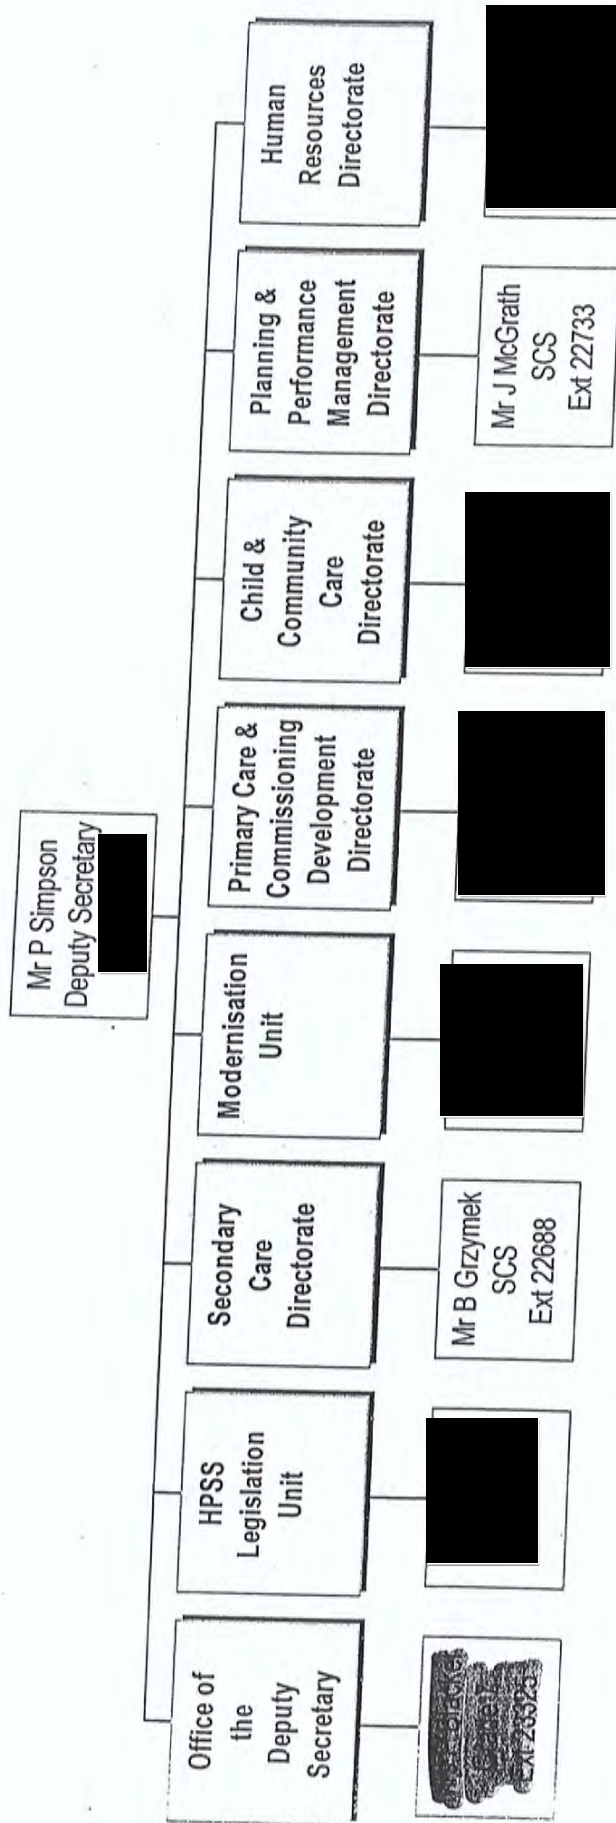 Mr P Simpson
Deputy Secretary
Office of
the
Deputy
Secretary
HPSS
Legislation
Unit
Secondary
Care
Directorate
Modernisation
Unit
Primary Care &
Commissioning
Development
Directorate
Child &
Community
Care
Directorate
Planning &
Performance
Management
Directorate
Human
Resources
Directorate
Mr B Grzymek
SCS
Ext 22688
Mr J McGrath
SCS
Ext 22733